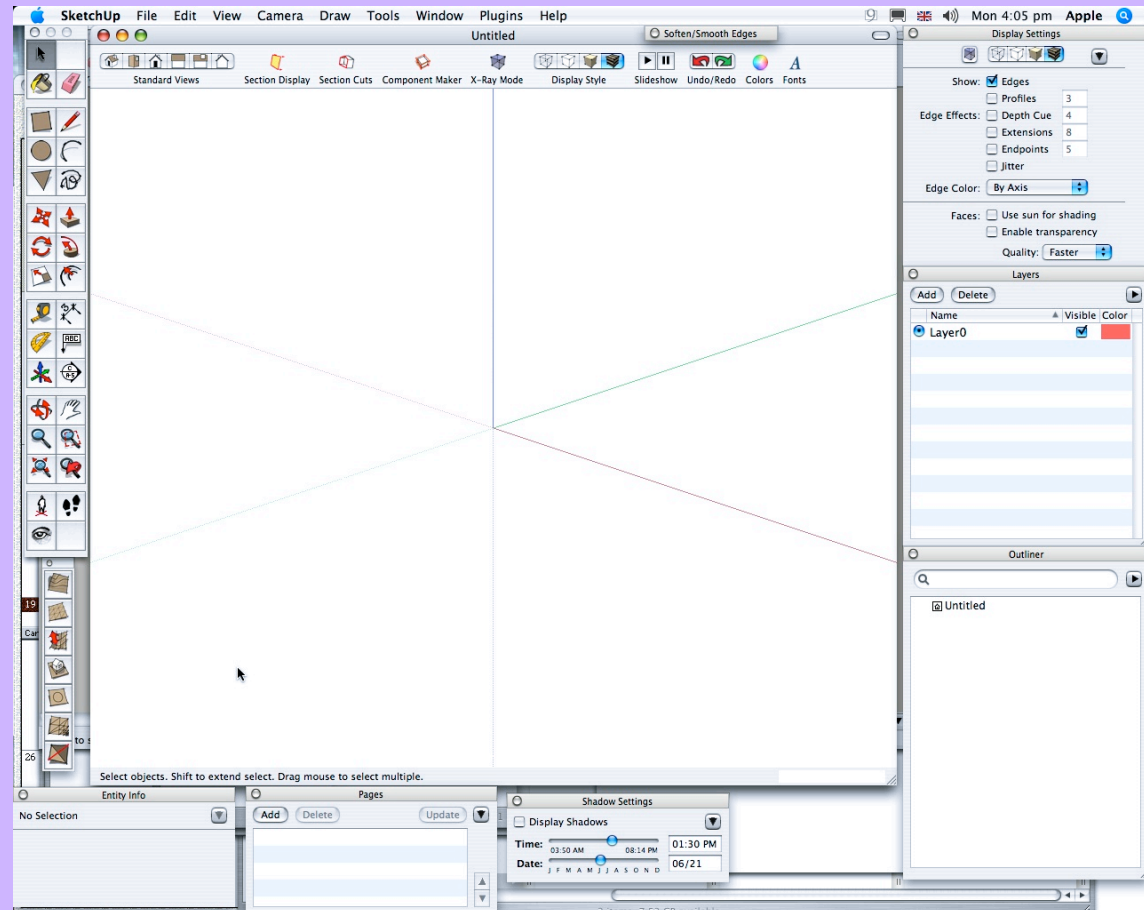 SketchUp File Edit View Camera Draw Tools Window Plugins Help Mon 4:05 pm Apple
Untitled
Soften/Smooth Edges
Standard Views Section Display Section Cuts Component Maker X-Ray Mode Display Style Slideshow Undo/Redo Colors Fonts
Display Settings
Show: Edges
Profiles 3
Edge Effects: Depth Cue 4
Extensions 8
Endpoints 5
Jitter
Edge Color: By Axis
Faces: Use sun for shading
Enable transparency
Quality: Faster
Layers
Add Delete
Name Visible Color
Layer0
Outliner
Untitled
ABC
19
Car
to s
26
Select objects. Shift to extend select. Drag mouse to select multiple.
Entity Info
No Selection
Pages
Add Delete Update
Shadow Settings
Display Shadows
Time: 03:50 AM 08:14 PM 01:30 PM
Date: J F M A M J J A S O N D 06/21